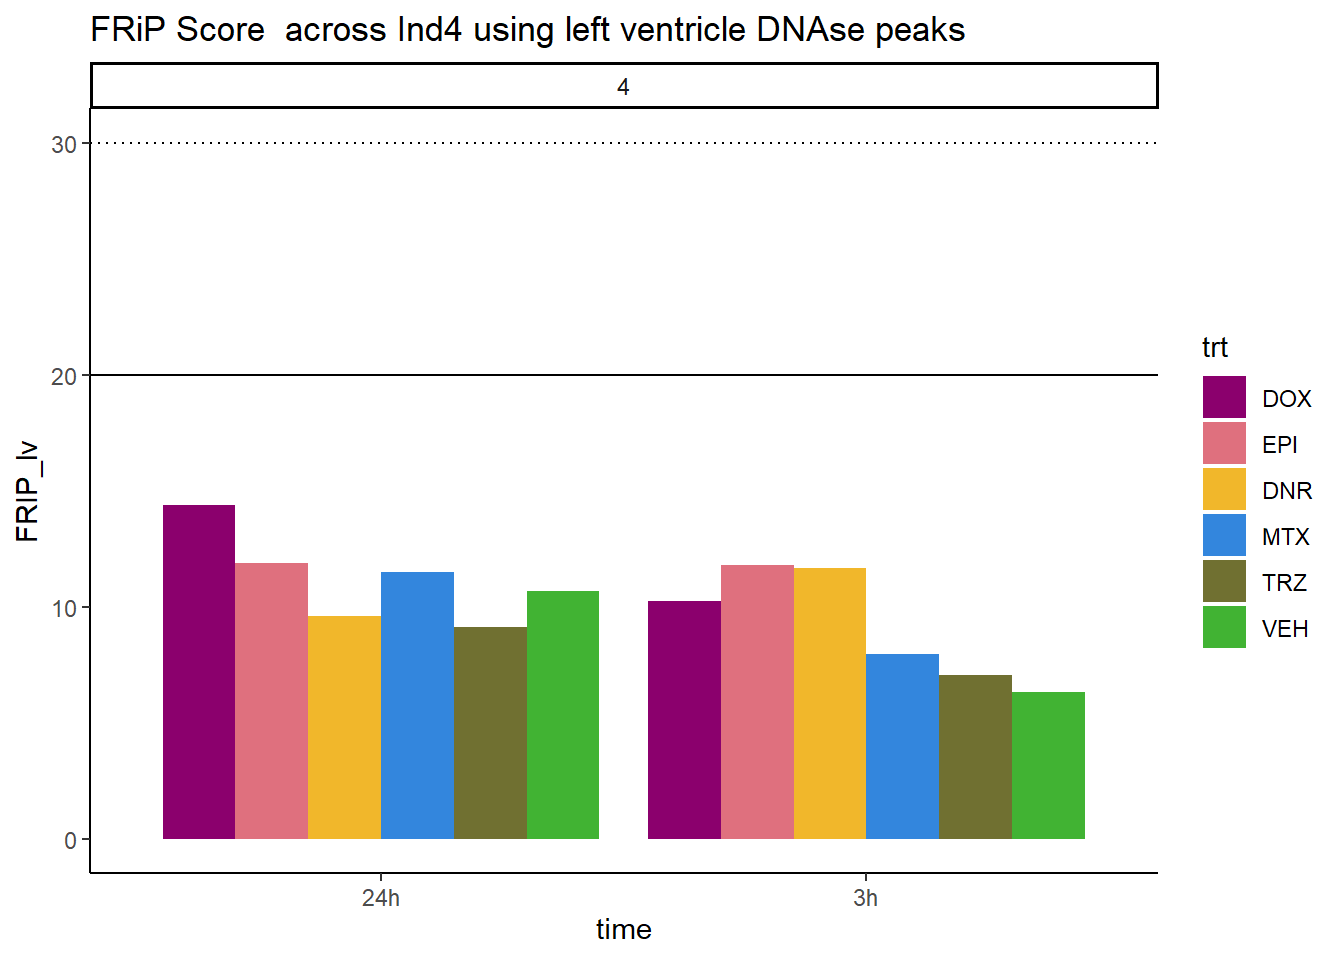 FRiP Score  across Ind4 using left ventricle DNAse peaks
4
30
20
10
0
FRIP_lv
24h
3h
time
trt
DOX
EPI
DNR
MTX
TRZ
VEH